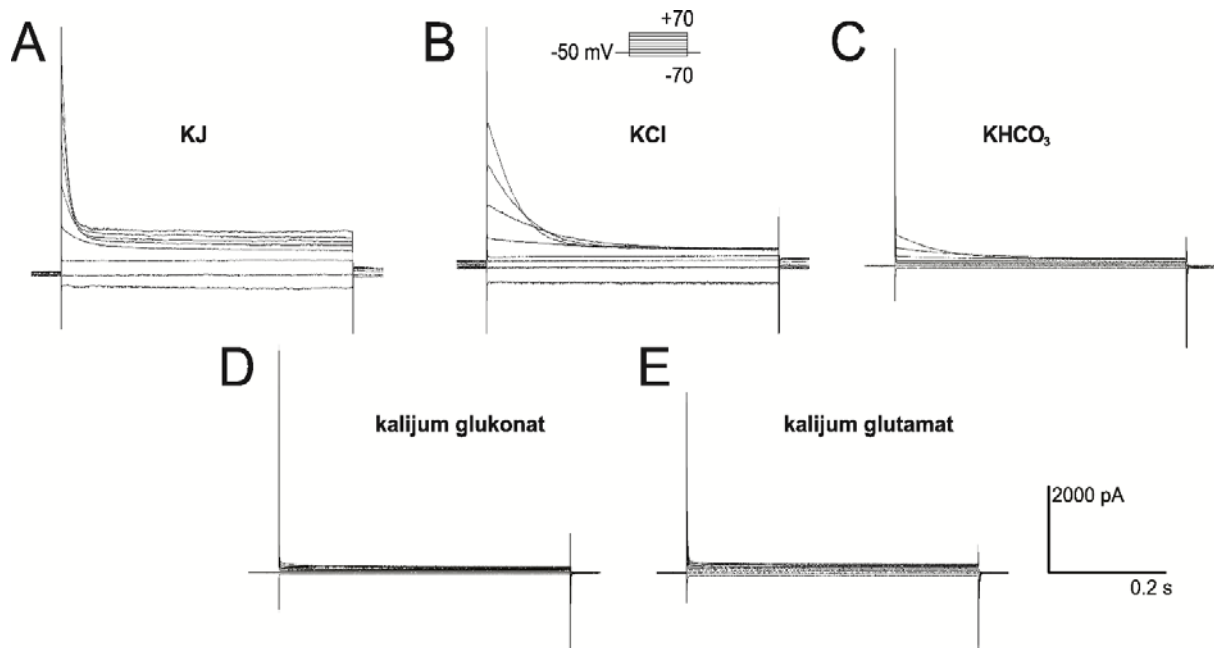 A
KJ
B
+70
-50 mV
-70
KCl
C
KHCO₃
D
kalijum glukonat
E
kalijum glutamat
2000 pA
0.2 s